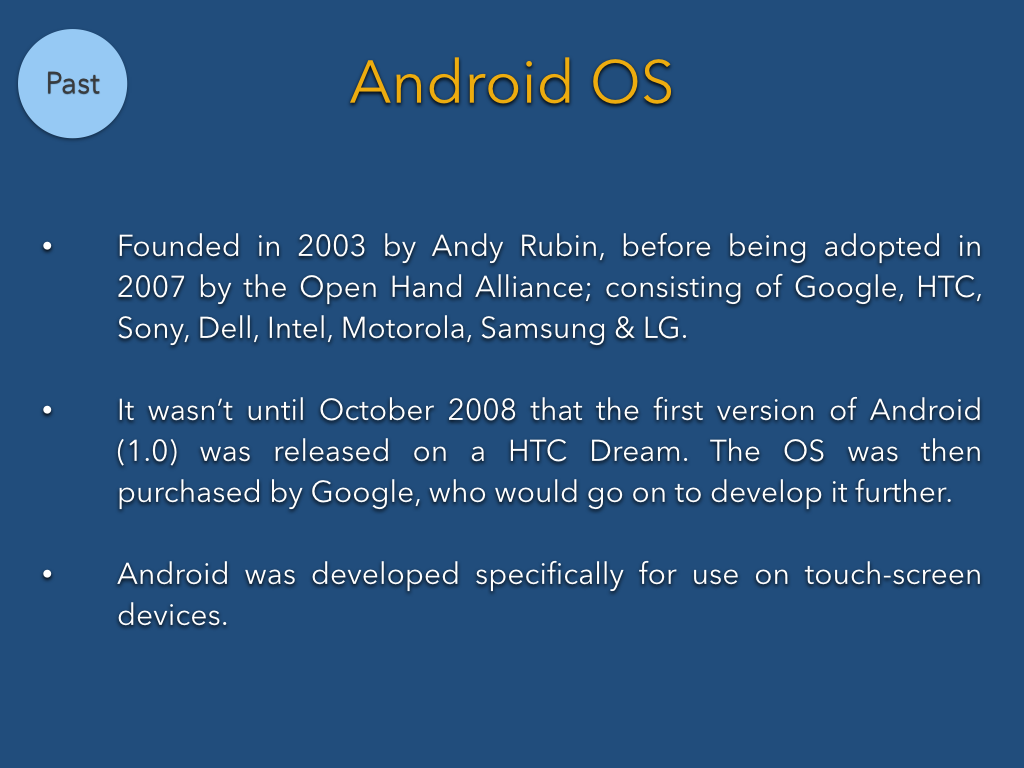 Past
Android OS
• Founded in 2003 by Andy Rubin, before being adopted in
2007 by the Open Hand Alliance; consisting of Google, HTC,
Sony, Dell, Intel, Motorola, Samsung & LG.
• It wasn’t until October 2008 that the first version of Android
(1.0) was released on a HTC Dream. The OS was then
purchased by Google, who would go on to develop it further.
• Android was developed specifically for use on touch-screen
devices.